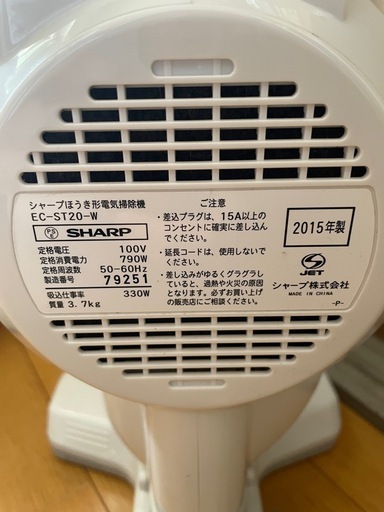 シャープほうき形電気掃除機
EC-ST20-W
PS E SHARP
定格電圧 100V
定格消費電力 790W
定格周波数 50-60Hz
製造番号 79251
吸込仕事率 330W
質量 3.7kg
ご注意
・差込プラグは、15A以上の
コンセントに確実に差し込ん
でください。
・延長コードは、使用しないで
ください。
・差し込みがゆるくグラグラし
ていると、過熱や火災の原因
となります。必ずお買い上げ
の販売店にご相談ください。
2015年製
S
JET
シャープ株式会社
MADE IN CHINA
-P-